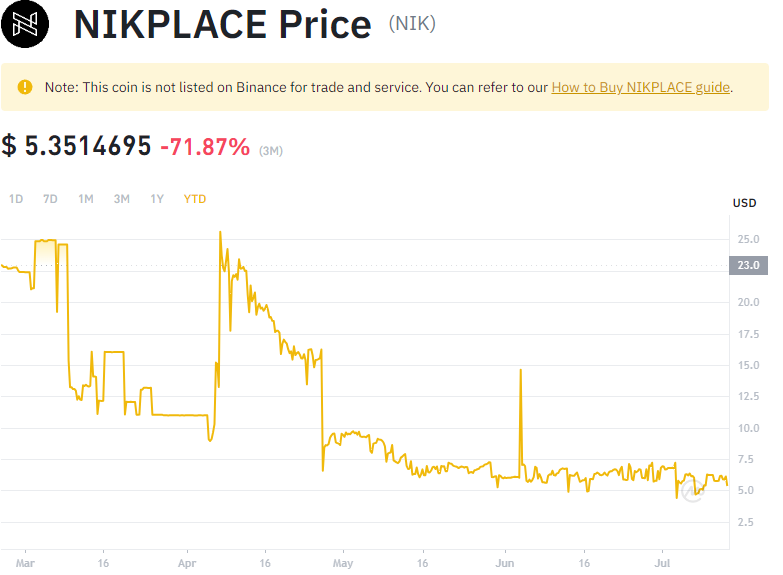 NIKPLACE Price (NIK)
Note: This coin is not listed on Binance for trade and service. You can refer to our How to Buy NIKPLACE guide.
$ 5.3514695 -71.87% (3M)
1D 7D 1M 3M 1Y YTD
USD
25.0
23.0
20.0
17.5
15.0
12.5
10.0
7.5
5.0
2.5
Mar 16 Apr 16 May 16 Jun 16 Jul